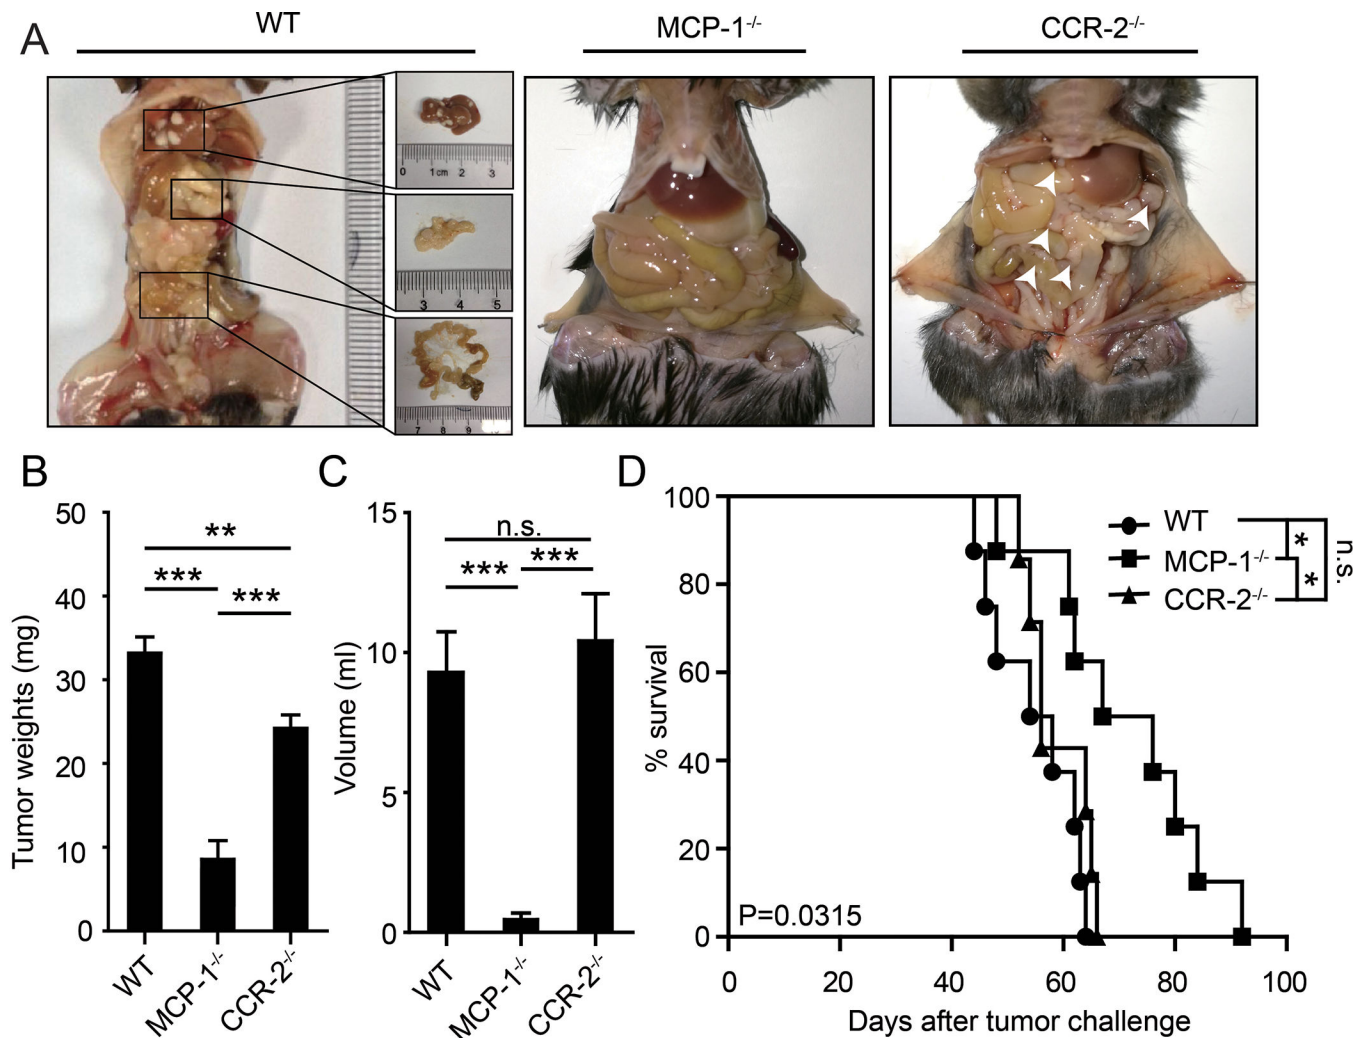 A
WT
MCP-1-/-
CCR-2-/-
0 1cm 2 3
3 4 5
7 8 9
B
50
40
30
20
10
0
Tumor weights (mg)
**
***
***
WT
MCP-1-/-
CCR-2-/-
C
15
10
5
0
Volume (ml)
n.s.
***
***
WT
MCP-1-/-
CCR-2-/-
D
100
80
60
40
20
0
% survival
WT
MCP-1-/-
CCR-2-/-
*
*
n.s.
P=0.0315
0 20 40 60 80 100
Days after tumor challenge